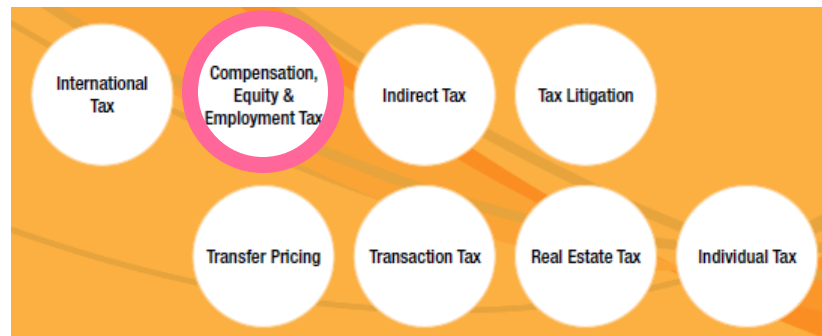 International
Tax
Compensation,
Equity &
Employment Tax
Indirect Tax
Tax Litigation
Transfer Pricing
Transaction Tax
Real Estate Tax
Individual Tax